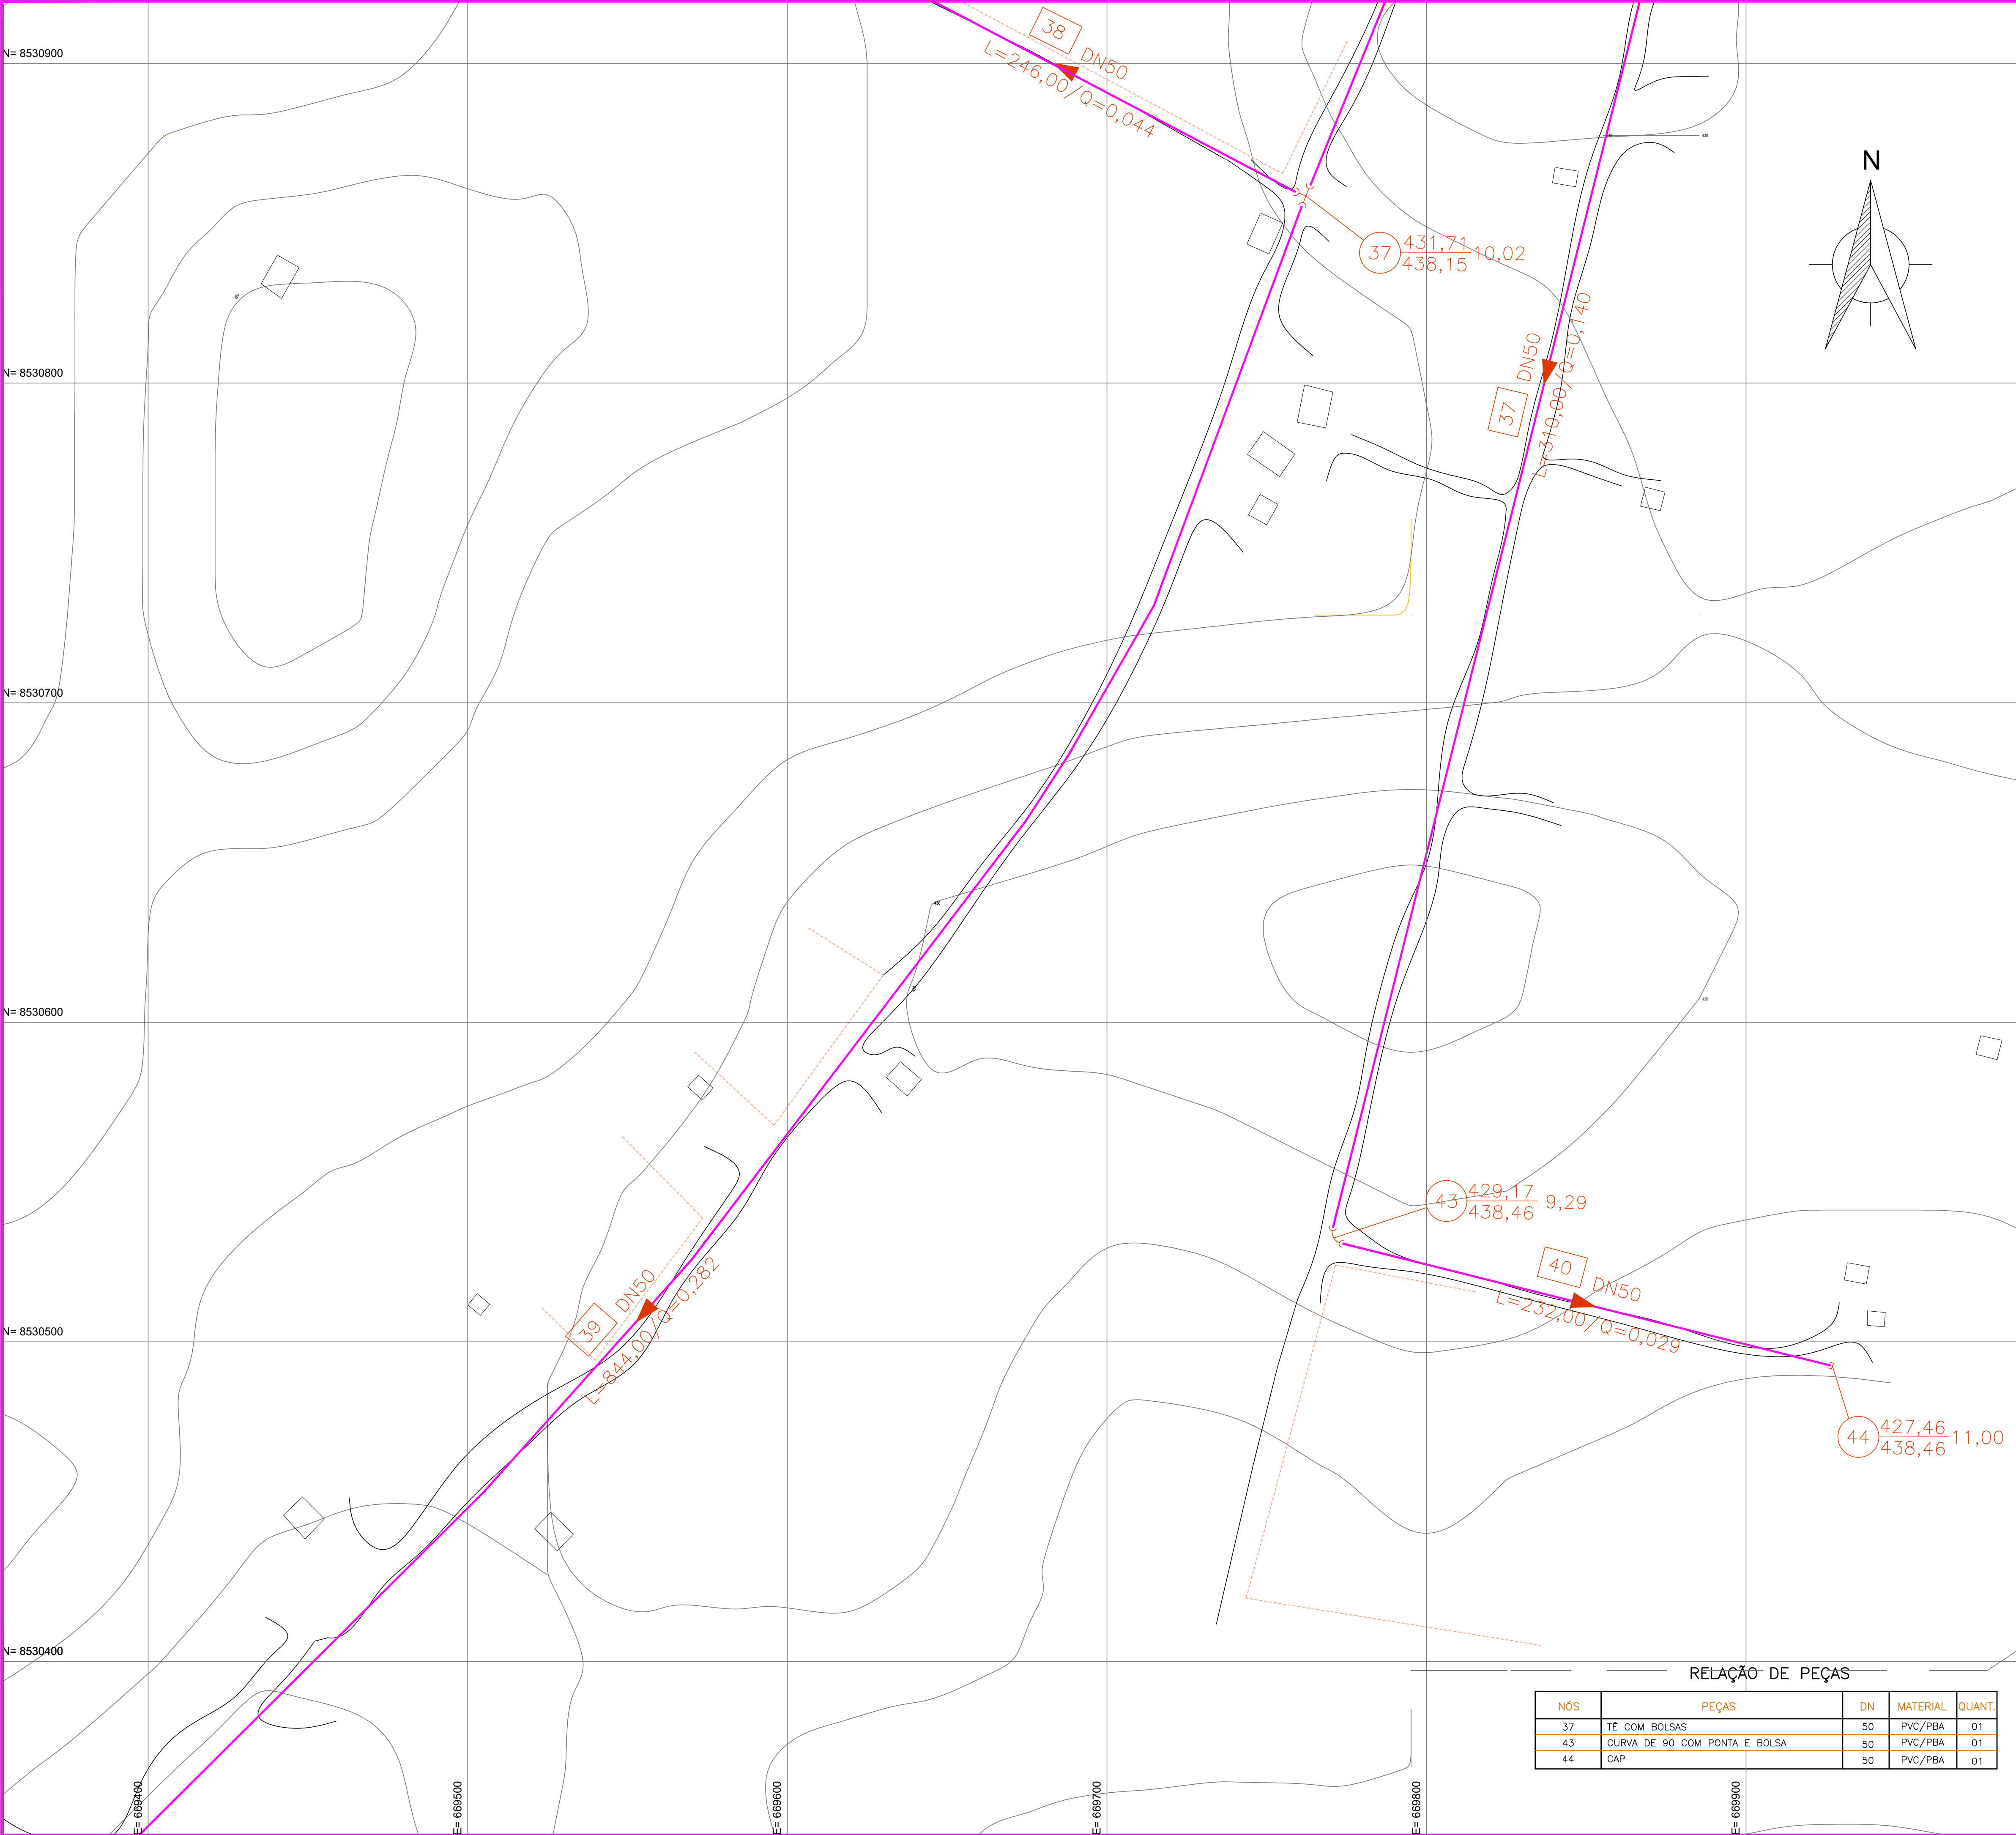 38
DN50
L=246,00/Q=0,044
N= 8530900
N
37
431,71
438,15
10,02
37
DN50
L=310,00/Q=0,140
N= 8530800
N= 8530700
N= 8530600
43
429,17
438,46
9,29
40
DN50
L=232,00/Q=0,029
39
DN50
L=844,00/Q=0,282
N= 8530500
44
427,46
438,46
11,00
N= 8530400
RELAÇÃO DE PEÇAS
NÓS PEÇAS DN MATERIAL QUANT.
37 TÊ COM BOLSAS 50 PVC/PBA 01
43 CURVA DE 90 COM PONTA E BOLSA 50 PVC/PBA 01
44 CAP 50 PVC/PBA 01
E= 669400
E= 669500
E= 669600
E= 669700
E= 669800
E= 669900